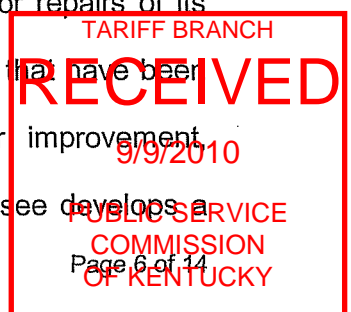 or repairs of its
TARIFF BRANCH
that have been
RECEIVED
r improvement,
9/9/2010
see develops a
PUBLIC SERVICE
COMMISSION
Page 6 of 14
OF KENTUCKY